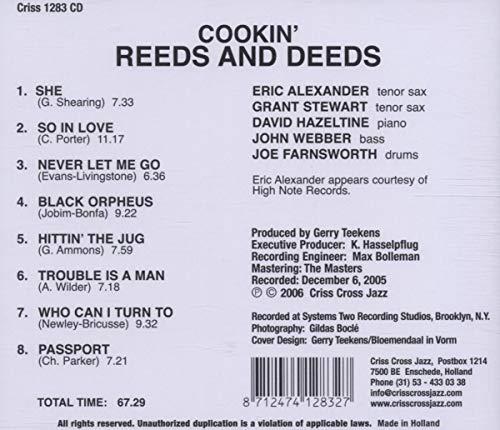 Criss 1283 CD
COOKIN'
REEDS AND DEEDS
1. SHE
(G. Shearing) 7.33
2. SO IN LOVE
(C. Porter) 11.17
3. NEVER LET ME GO
(Evans-Livingstone) 6.36
4. BLACK ORPHEUS
(Jobim-Bonfa) 9.22
5. HITTIN' THE JUG
(G. Ammons) 7.59
6. TROUBLE IS A MAN
(A. Wilder) 7.18
7. WHO CAN I TURN TO
(Newley-Bricusse) 9.32
8. PASSPORT
(Ch. Parker) 7.21
TOTAL TIME: 67.29
ERIC ALEXANDER tenor sax
GRANT STEWART tenor sax
DAVID HAZELTINE piano
JOHN WEBBER bass
JOE FARNSWORTH drums
Eric Alexander appears courtesy of
High Note Records.
Produced by Gerry Teekens
Executive Producer: K. Hasselpflug
Recording Engineer: Max Bolleman
Mastering: The Masters
Recorded: December 6, 2005
℗ © 2006 Criss Cross Jazz
Recorded at Systems Two Recording Studios, Brooklyn, N.Y.
Photography: Gildas Boclé
Cover Design: Gerry Teekens/Bloemendaal in Vorm
8 712474 128327
Criss Cross Jazz, Postbox 1214
7500 BE Enschede, Holland
Phone (31) 53 - 433 03 38
info@crisscrossjazz.com
www.crisscrossjazz.com
All rights reserved. Unauthorized duplication is a violation of applicable laws. Made in Holland